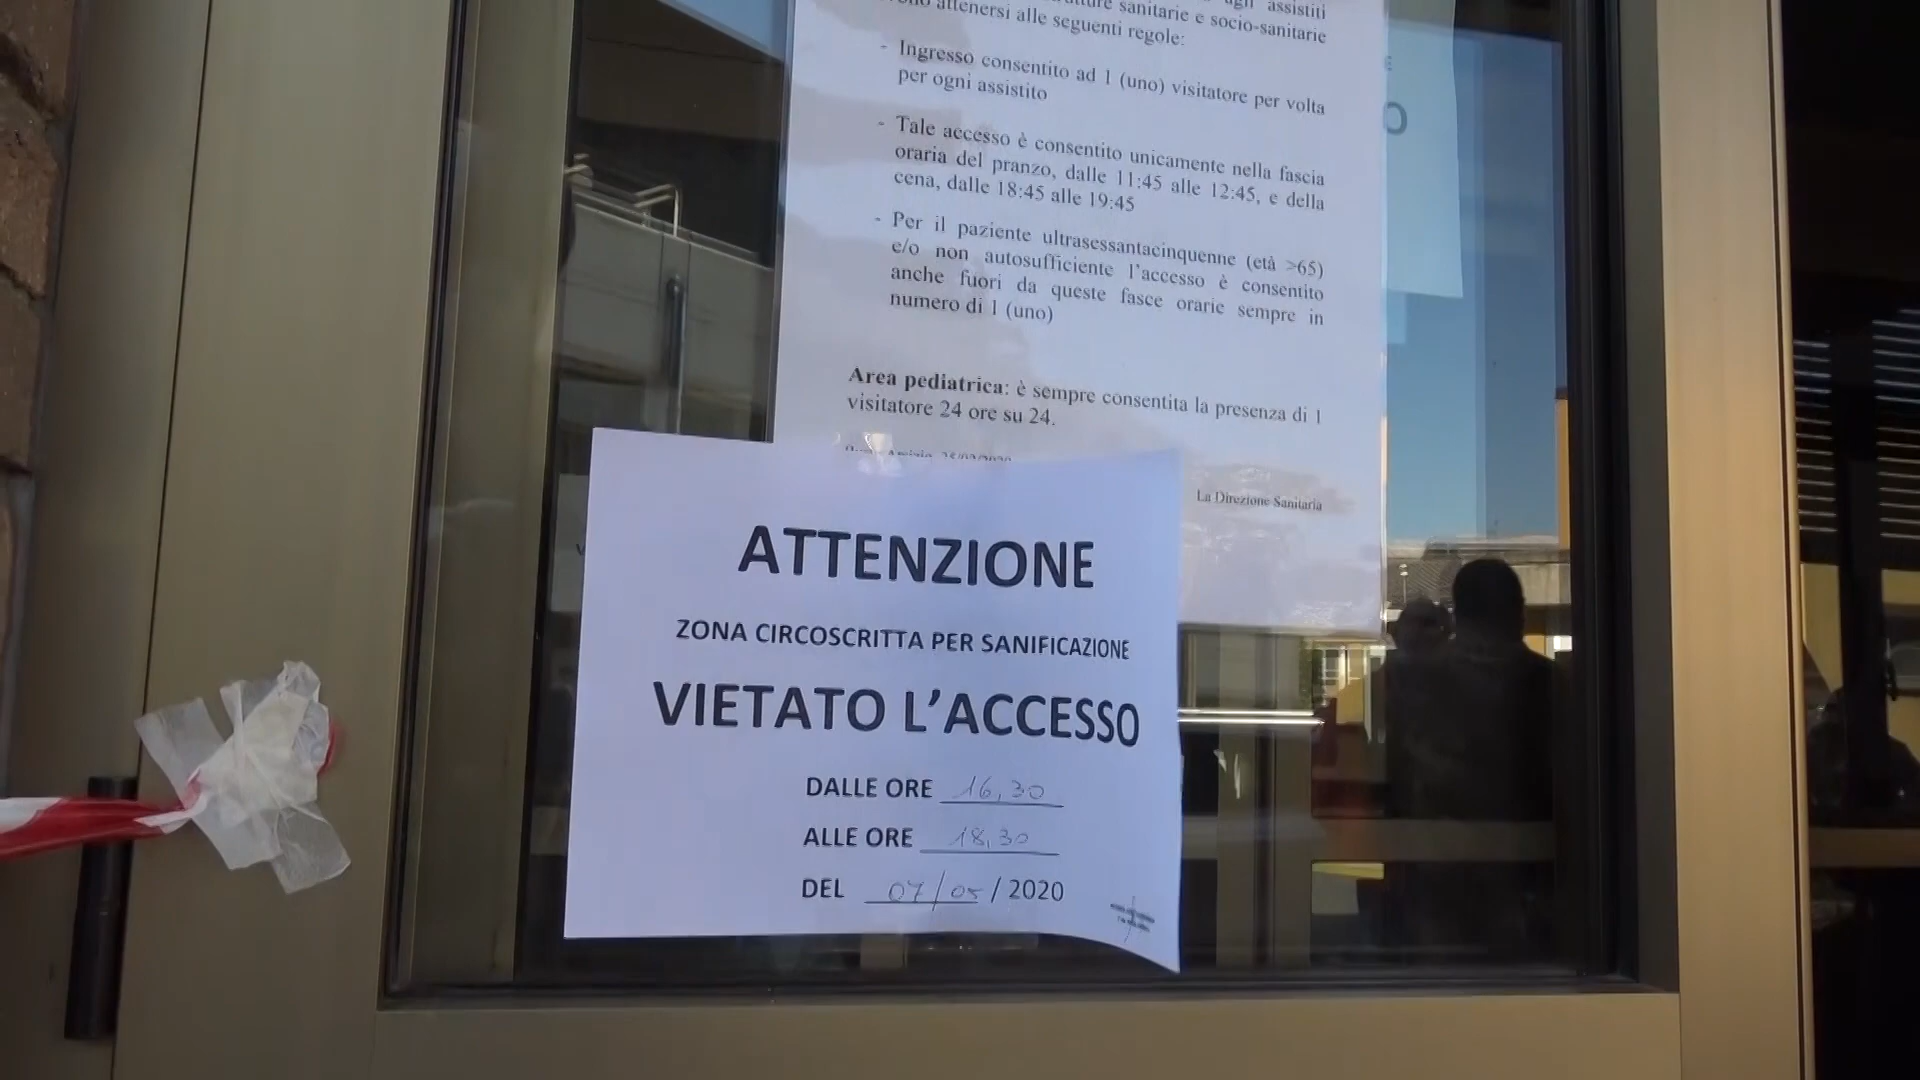 agli assistiti
sanitarie e socio-sanitarie
attenersi alle seguenti regole:
- Ingresso consentito ad 1 (uno) visitatore per volta
per ogni assistito
- Tale accesso è consentito unicamente nella fascia
oraria del pranzo, dalle 11:45 alle 12:45, e della
cena, dalle 18:45 alle 19:45
- Per il paziente ultrasessantacinquenne (età >65)
e/o non autosufficiente l'accesso è consentito
anche fuori da queste fasce orarie sempre in
numero di 1 (uno)
Area pediatrica: è sempre consentita la presenza di 1
visitatore 24 ore su 24.
La Direzione Sanitaria
ATTENZIONE
ZONA CIRCOSCRITTA PER SANIFICAZIONE
VIETATO L'ACCESSO
DALLE ORE 16,30
ALLE ORE 18,30
DEL 07/05/2020